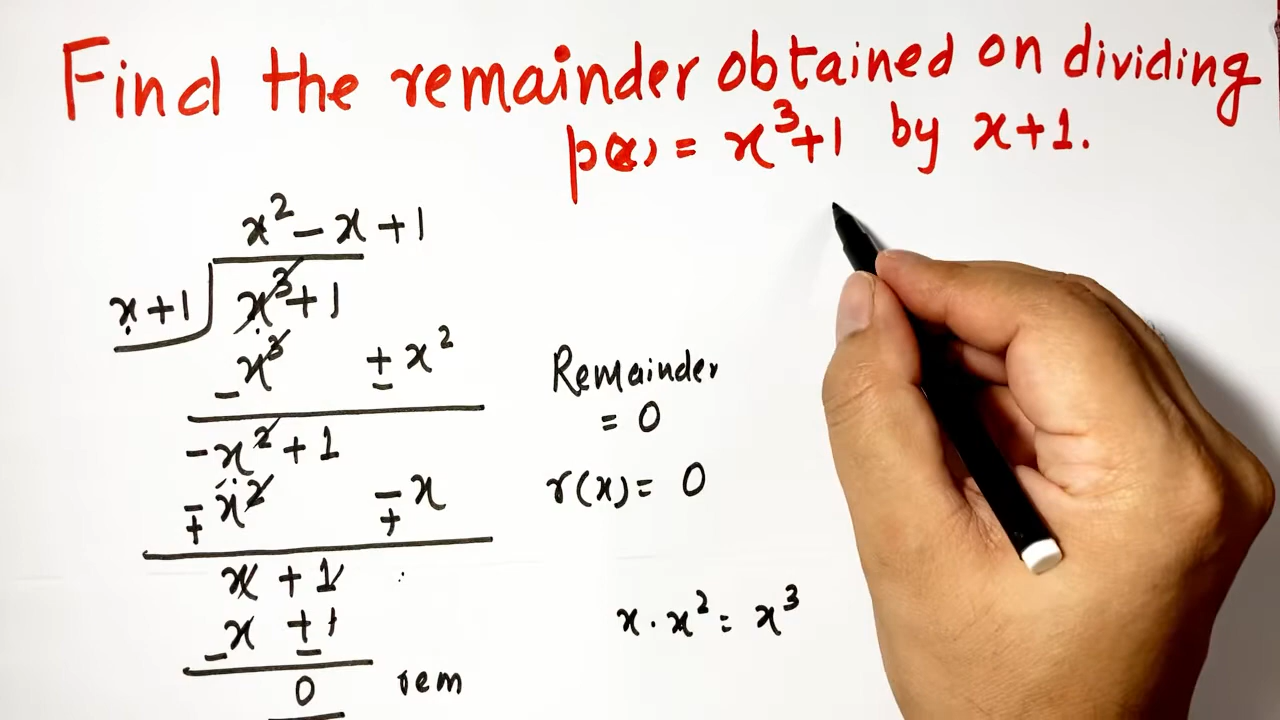 Find the remainder obtained on dividing
p(x) = x³+1 by x+1.
x² - x + 1
x + 1 x³ + 1
- x³ ± x²
-x² + 1
∓ x² ∓ x
x + 1
- x ± 1
0 rem
Remainder
= 0
r(x) = 0
x . x² = x³